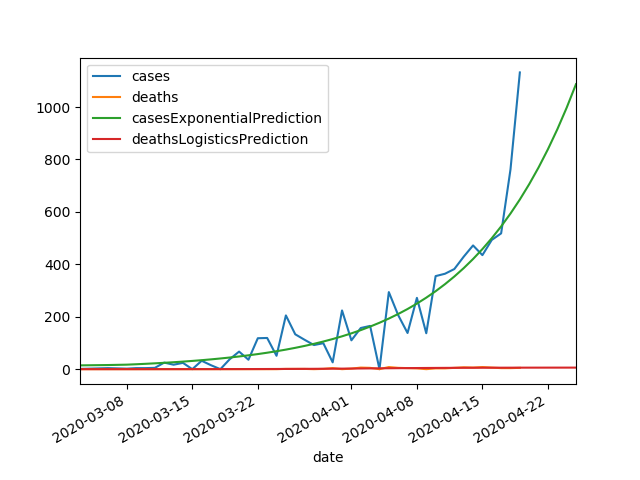 cases
deaths
casesExponentialPrediction
deathsLogisticsPrediction
1000
800
600
400
200
0
2020-03-08
2020-03-15
2020-03-22
2020-04-01
2020-04-08
2020-04-15
2020-04-22
date